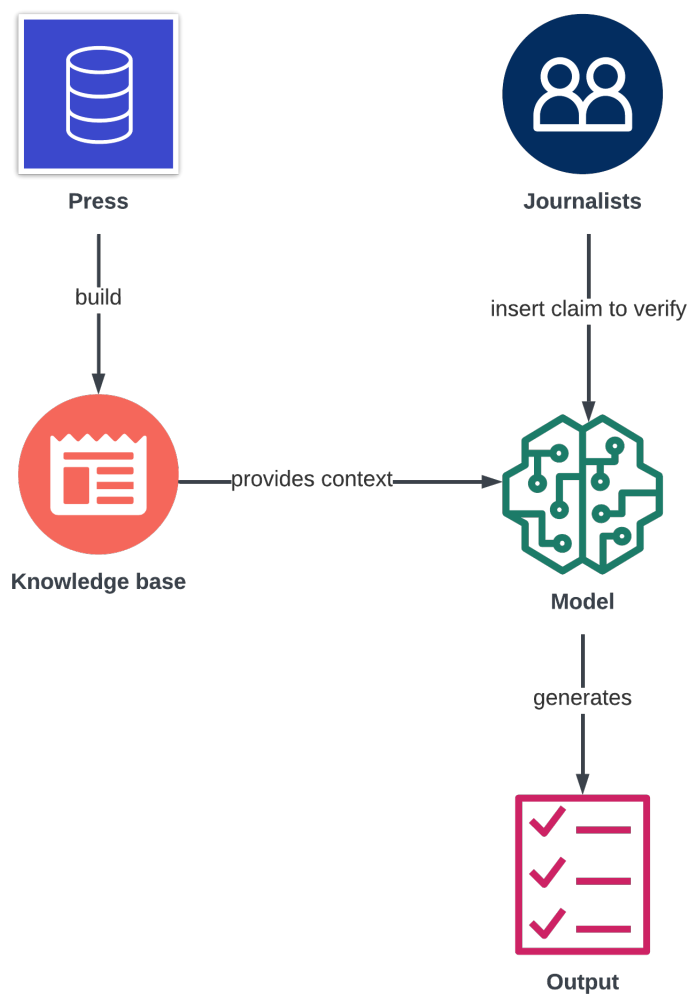 Press
Journalists
build
insert claim to verify
provides context
Knowledge base
Model
generates
Output